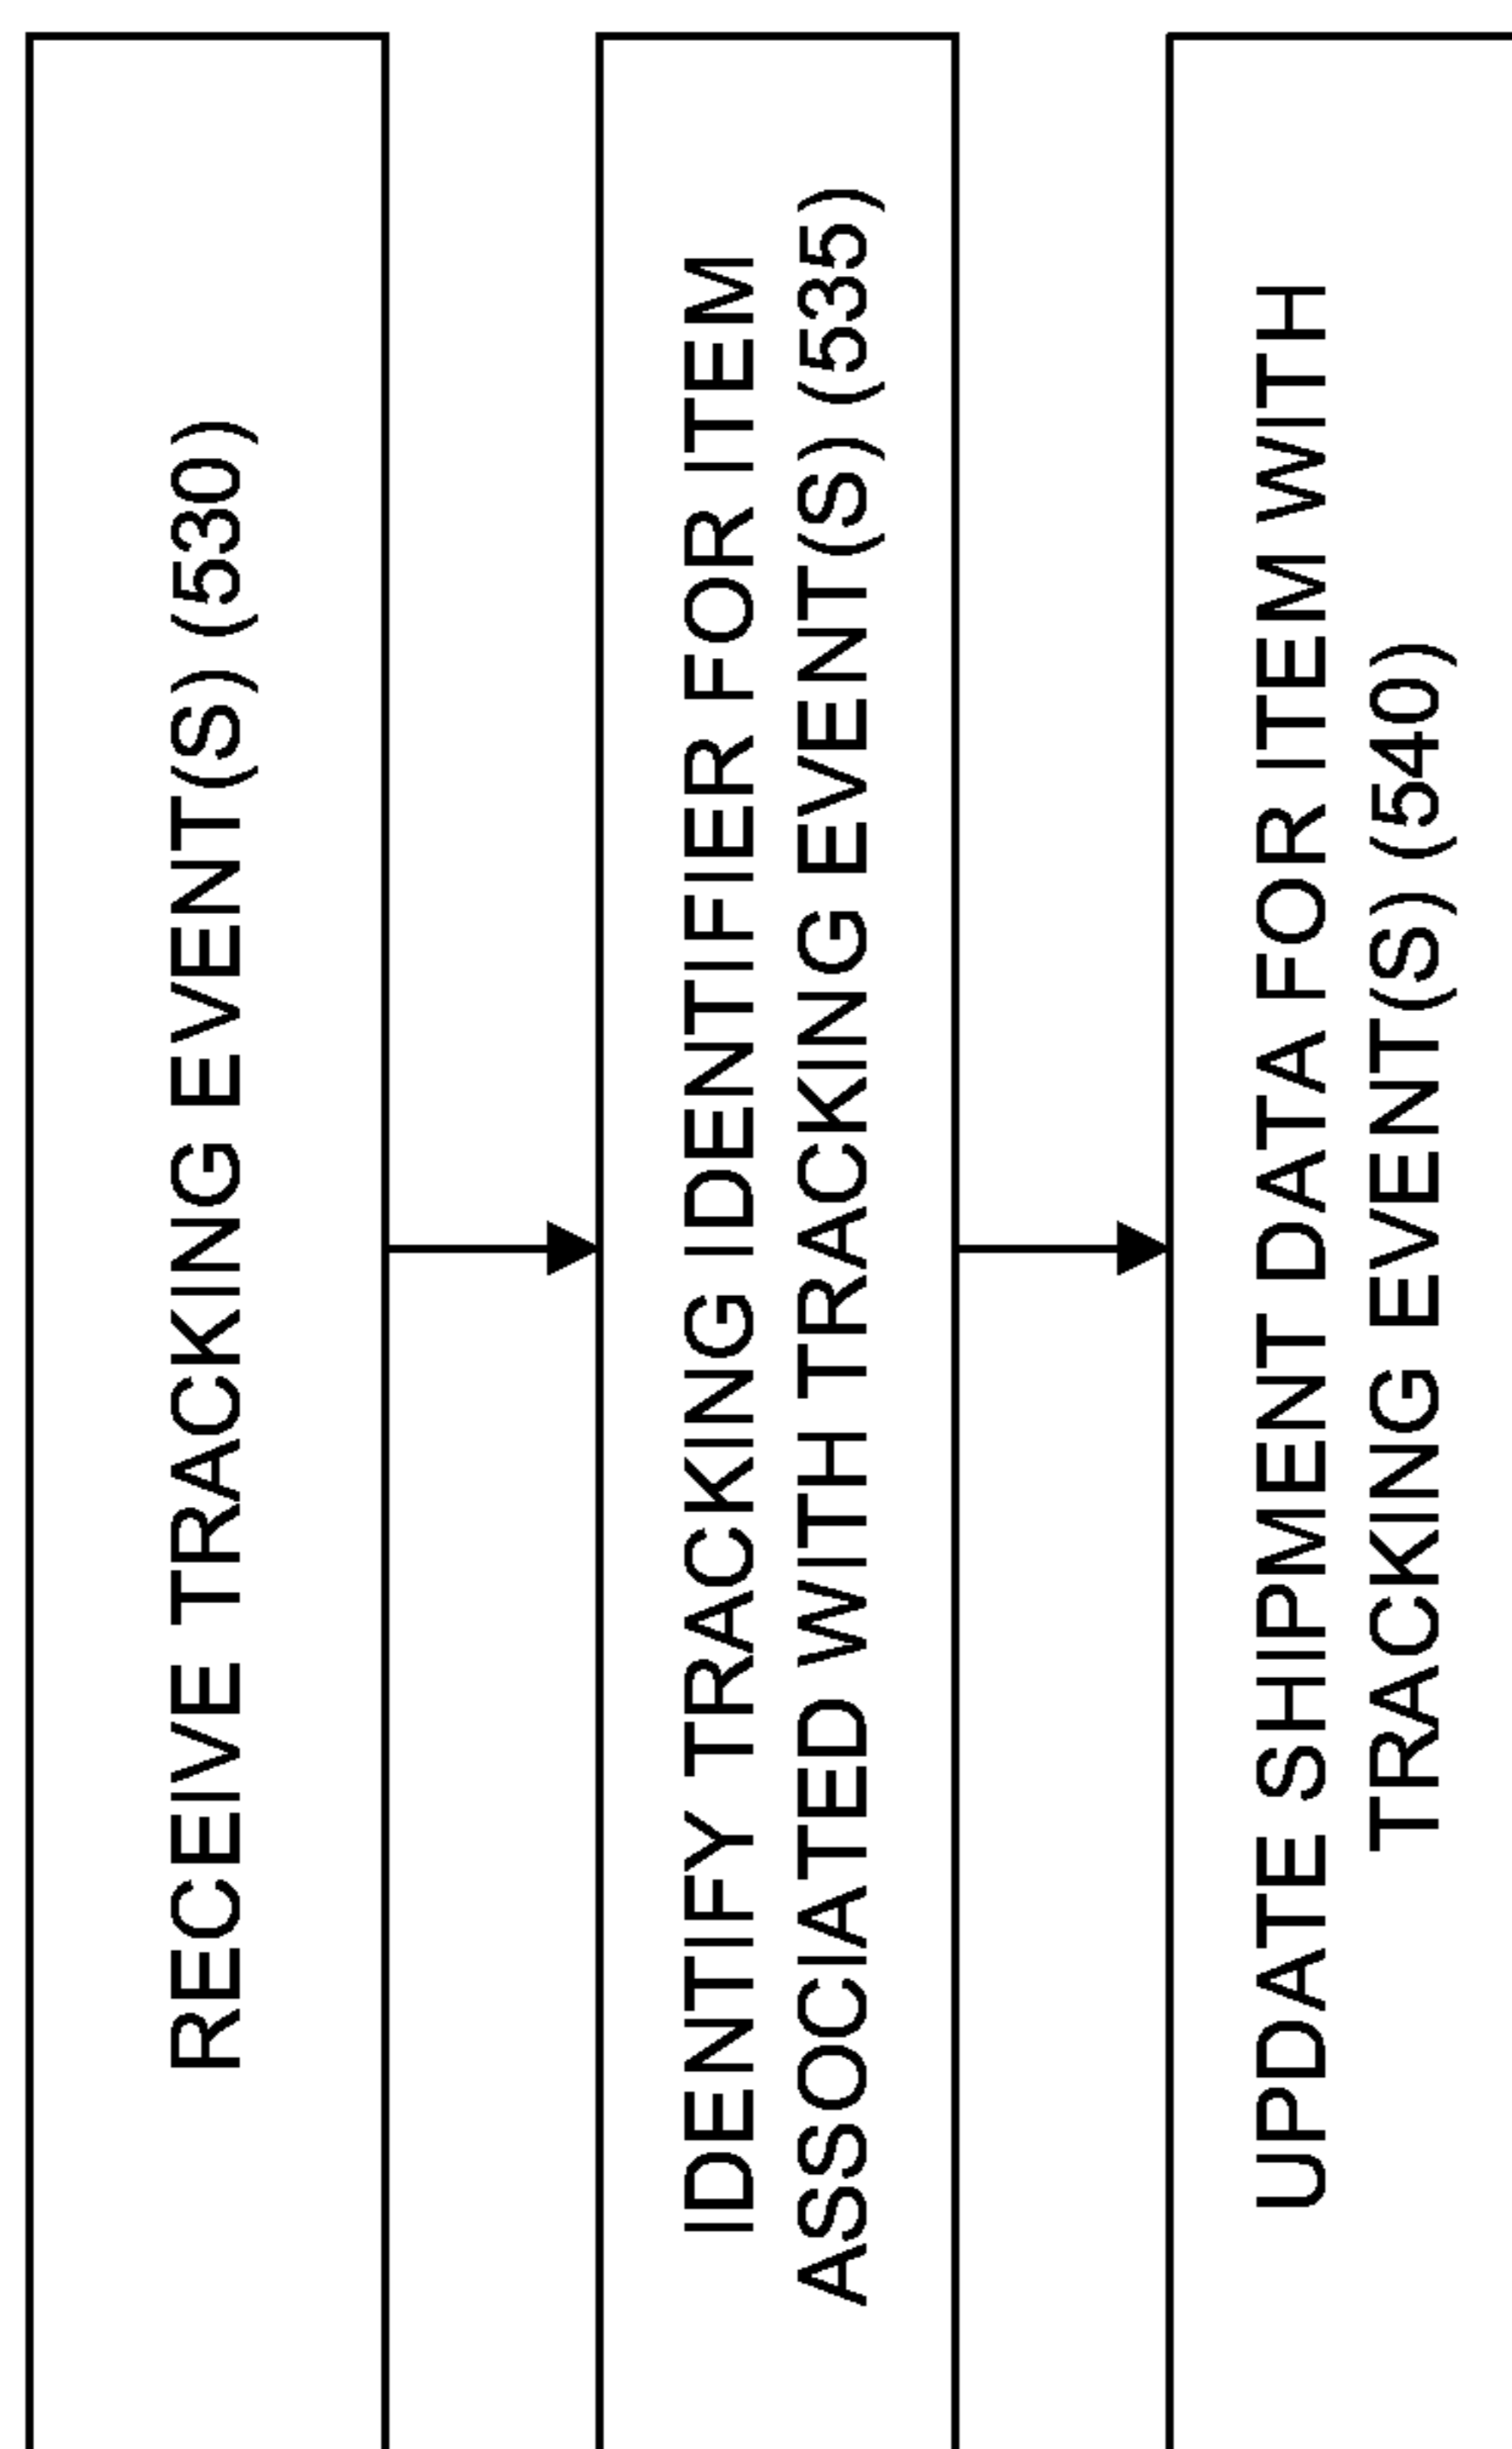 RECEIVE TRACKING EVENT(S) (530)
IDENTIFY TRACKING IDENTIFIER FOR ITEM
ASSOCIATED WITH TRACKING EVENT(S) (535)
UPDATE SHIPMENT DATA FOR ITEM WITH
TRACKING EVENT(S) (540)